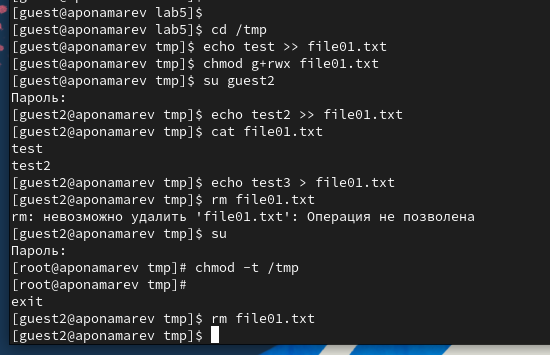 [guest@aponamarev lab5]$
[guest@aponamarev lab5]$ cd /tmp
[guest@aponamarev tmp]$ echo test >> file01.txt
[guest@aponamarev tmp]$ chmod g+rwx file01.txt
[guest@aponamarev tmp]$ su guest2
Пароль:
[guest2@aponamarev tmp]$ echo test2 >> file01.txt
[guest2@aponamarev tmp]$ cat file01.txt
test
test2
[guest2@aponamarev tmp]$ echo test3 > file01.txt
[guest2@aponamarev tmp]$ rm file01.txt
rm: невозможно удалить 'file01.txt': Операция не позволена
[guest2@aponamarev tmp]$ su
Пароль:
[root@aponamarev tmp]# chmod -t /tmp
[root@aponamarev tmp]#
exit
[guest2@aponamarev tmp]$ rm file01.txt
[guest2@aponamarev tmp]$